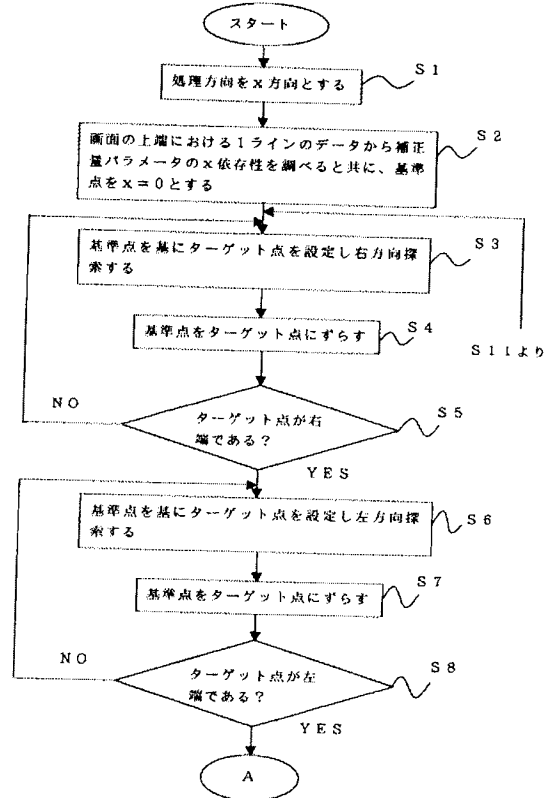 スタート
S1
処理方向をx方向とする
S2
画面の上端における1ラインのデータから補正
量パラメータのx依存性を調べると共に、基準
点をx=0とする
S3
基準点を基にターゲット点を設定し右方向探
索する
S4
基準点をターゲット点にずらす
S11より
NO
S5
ターゲット点が右
端である?
YES
S6
基準点を基にターゲット点を設定し左方向探
索する
S7
基準点をターゲット点にずらす
NO
S8
ターゲット点が左
端である?
YES
A